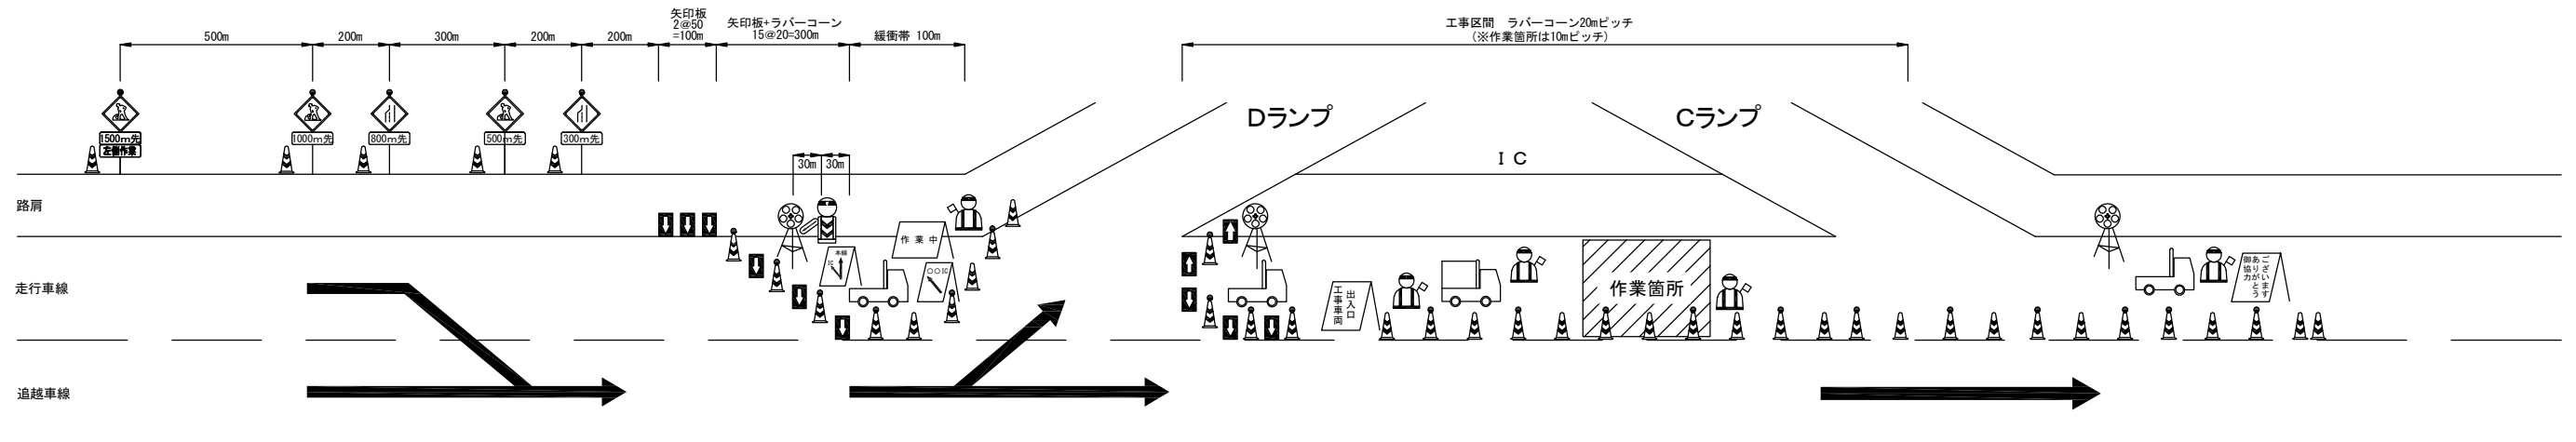 500m
200m
300m
200m
200m
矢印板
2@50
=100m
矢印板+ラバーコーン
15@20=300m
緩衝帯 100m
工事区間 ラバーコーン20mピッチ
(※作業箇所は10mピッチ)
1500m先
左側作業
1000m先
800m先
500m先
300m先
Dランプ
Cランプ
IC
30m
30m
路肩
走行車線
追越車線
作業中
本線
IC
○○IC
出入口
工事車両
作業箇所
御協力
ありがとう
ございます